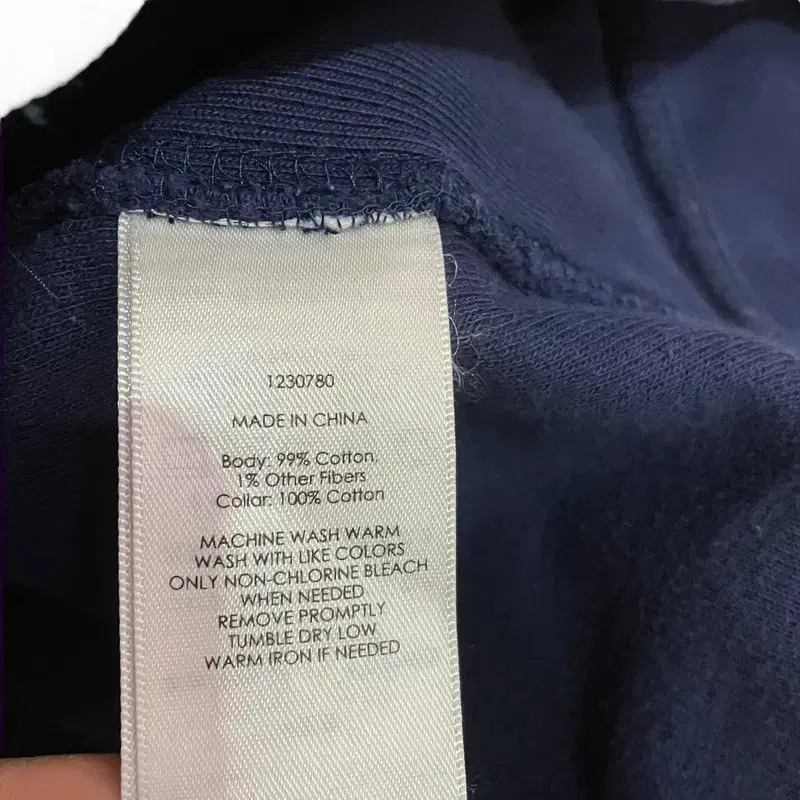 1230780
MADE IN CHINA
Body: 99% Cotton,
1% Other Fibers
Collar: 100% Cotton
MACHINE WASH WARM
WASH WITH LIKE COLORS
ONLY NON-CHLORINE BLEACH
WHEN NEEDED
REMOVE PROMPTLY
TUMBLE DRY LOW
WARM IRON IF NEEDED